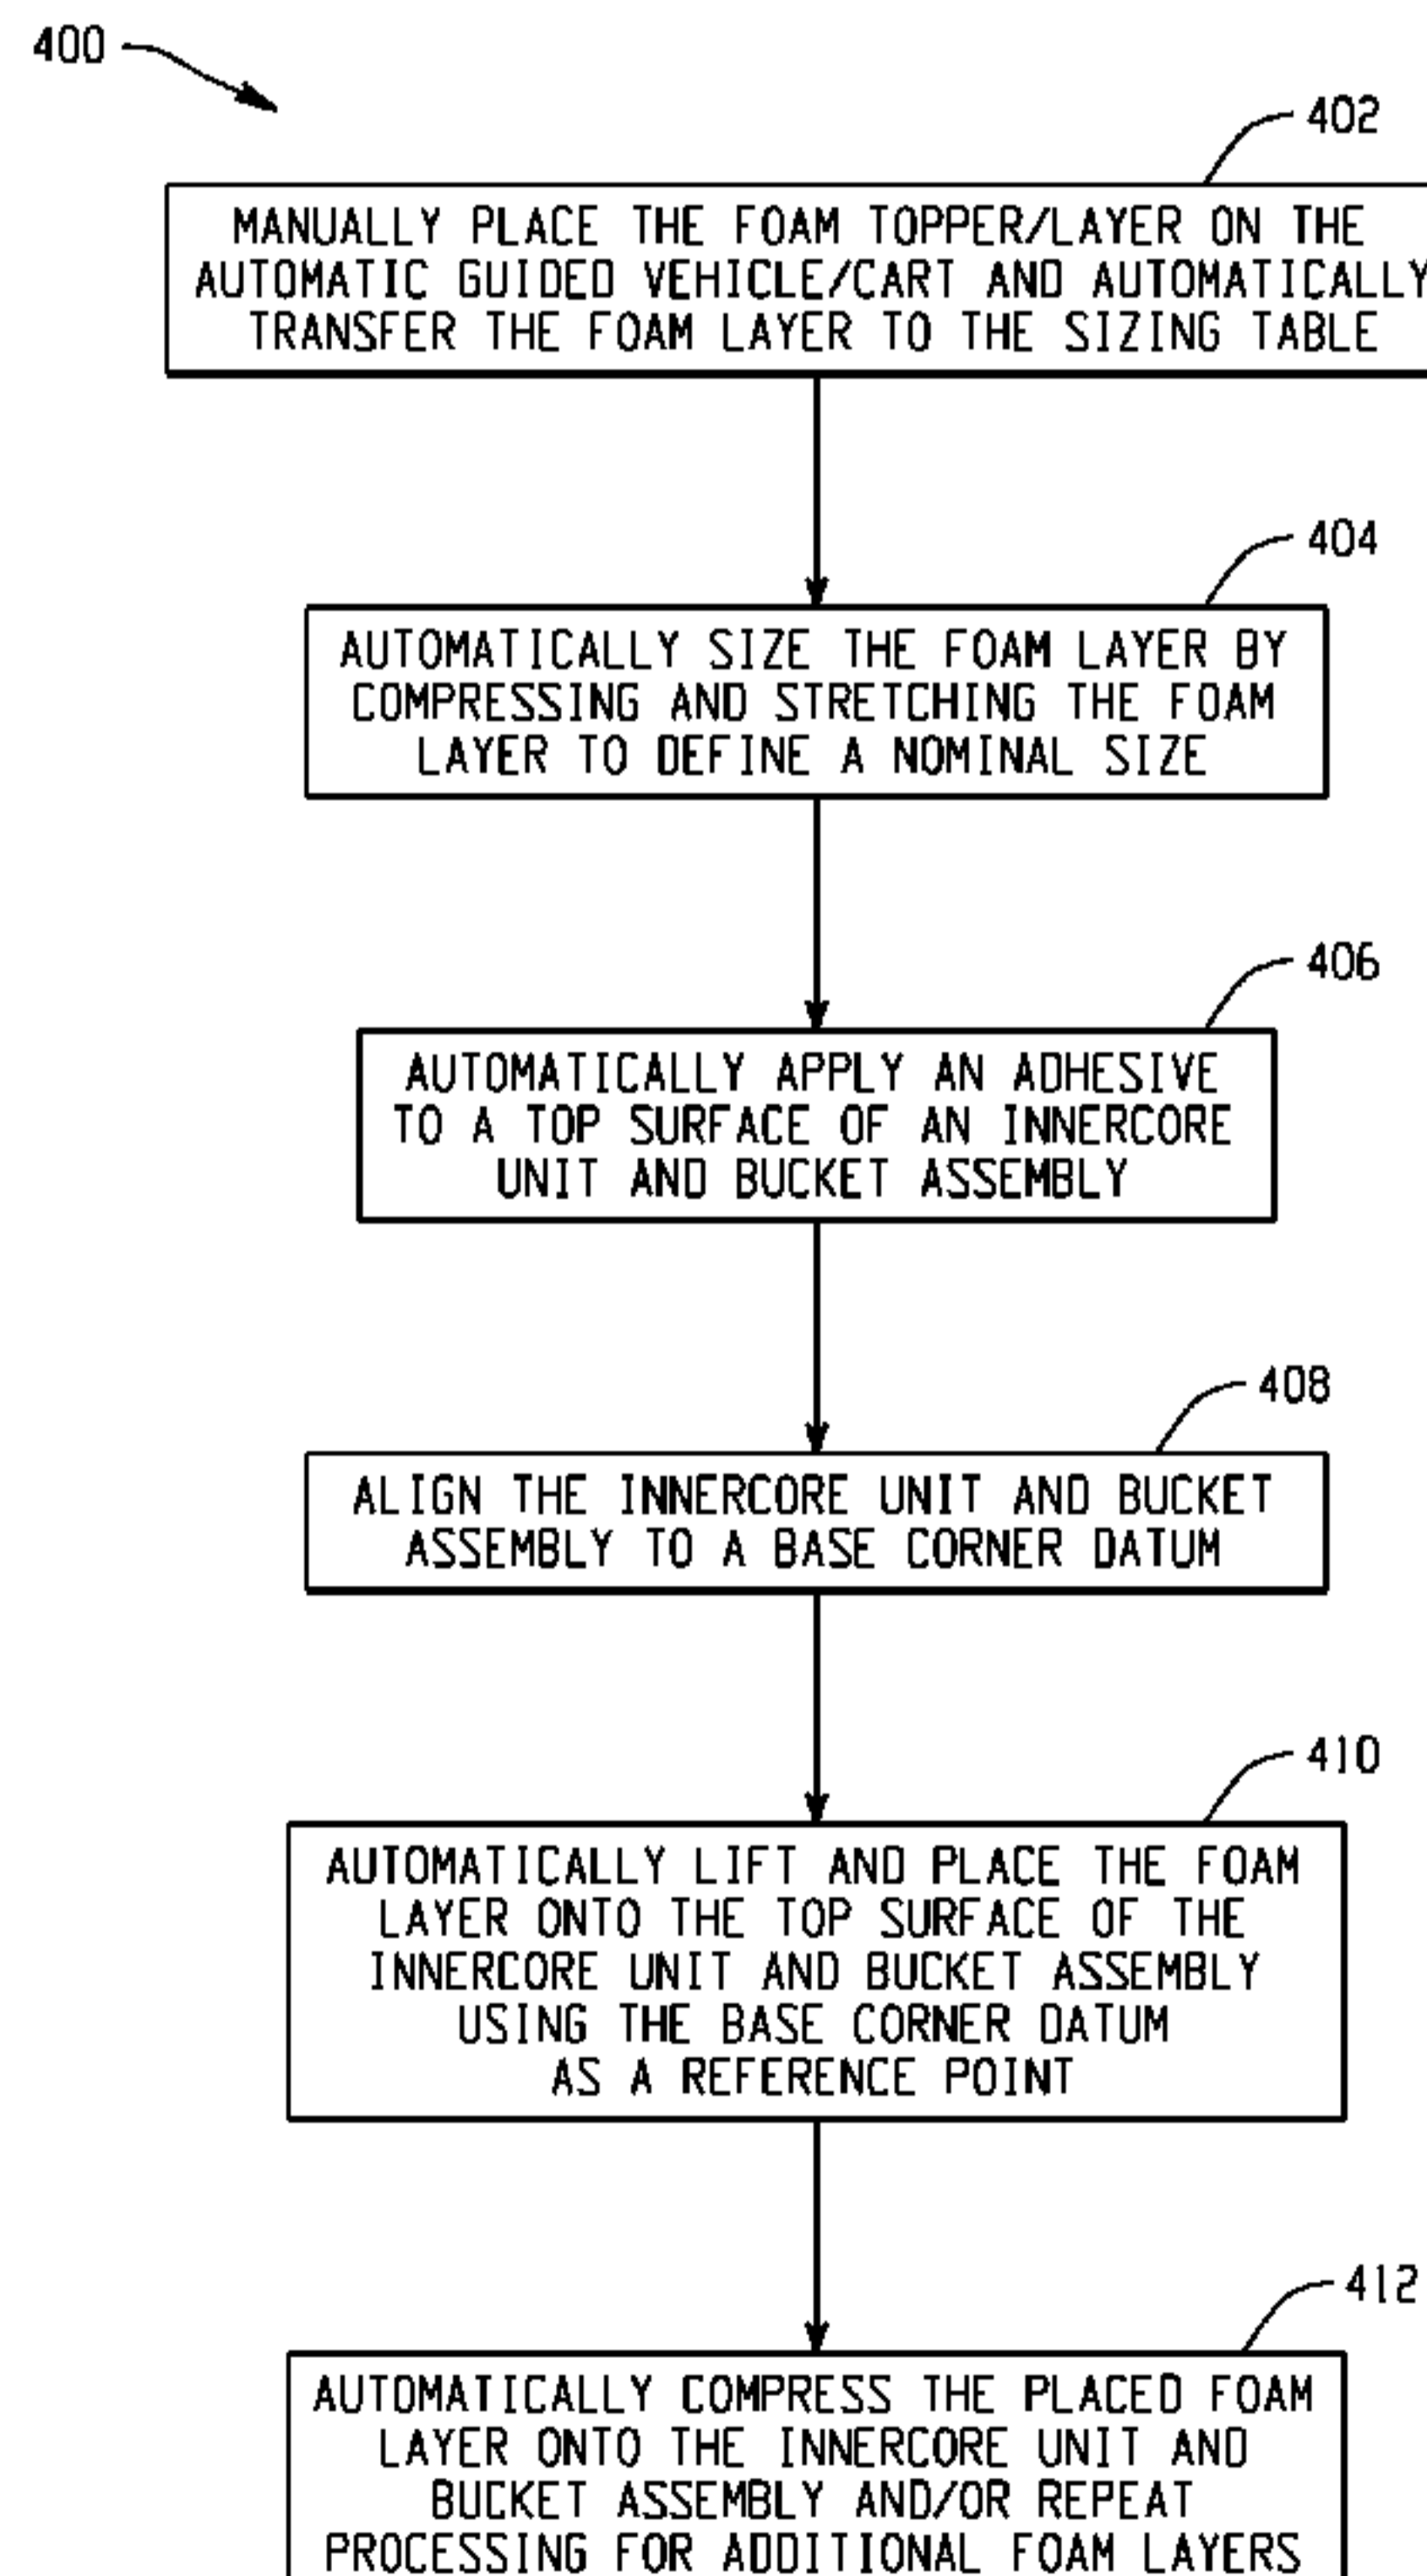 400
402
MANUALLY PLACE THE FOAM TOPPER/LAYER ON THE
AUTOMATIC GUIDED VEHICLE/CART AND AUTOMATICALLY
TRANSFER THE FOAM LAYER TO THE SIZING TABLE
404
AUTOMATICALLY SIZE THE FOAM LAYER BY
COMPRESSING AND STRETCHING THE FOAM
LAYER TO DEFINE A NOMINAL SIZE
406
AUTOMATICALLY APPLY AN ADHESIVE
TO A TOP SURFACE OF AN INNERCORE
UNIT AND BUCKET ASSEMBLY
408
ALIGN THE INNERCORE UNIT AND BUCKET
ASSEMBLY TO A BASE CORNER DATUM
410
AUTOMATICALLY LIFT AND PLACE THE FOAM
LAYER ONTO THE TOP SURFACE OF THE
INNERCORE UNIT AND BUCKET ASSEMBLY
USING THE BASE CORNER DATUM
AS A REFERENCE POINT
412
AUTOMATICALLY COMPRESS THE PLACED FOAM
LAYER ONTO THE INNERCORE UNIT AND
BUCKET ASSEMBLY AND/OR REPEAT
PROCESSING FOR ADDITIONAL FOAM LAYERS